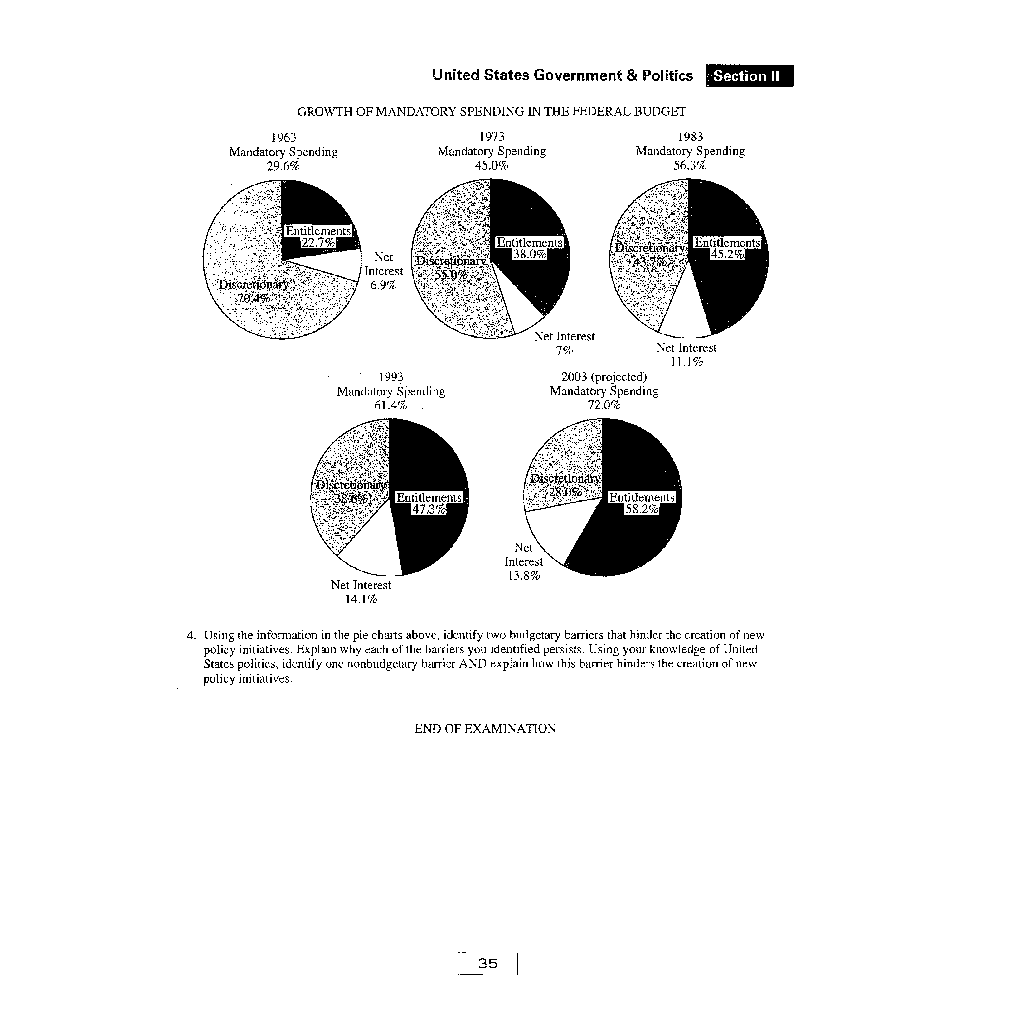 United States Government & Politics Section II
GROWTH OF MANDATORY SPENDING IN THE FEDERAL BUDGET
1963
Mandatory Spending
29.6%
Entitlements
22.7%
Net
Interest
6.9%
Discretionary
70.4%
1973
Mandatory Spending
45.0%
Entitlements
38.0%
Discretionary
55.0%
Net Interest
7%
1983
Mandatory Spending
56.3%
Discretionary
43.7%
Entitlements
45.2%
Net Interest
11.1%
1993
Mandatory Spending
61.4%
Discretionary
38.6%
Entitlements
47.3%
Net Interest
14.1%
2003 (projected)
Mandatory Spending
72.0%
Discretionary
28.0%
Entitlements
58.2%
Net
Interest
13.8%
4. Using the information in the pie charts above, identify two budgetary barriers that hinder the creation of new
policy initiatives. Explain why each of the barriers you identified persists. Using your knowledge of United
States politics, identify one nonbudgetary barrier AND explain how this barrier hinders the creation of new
policy initiatives.
END OF EXAMINATION
35